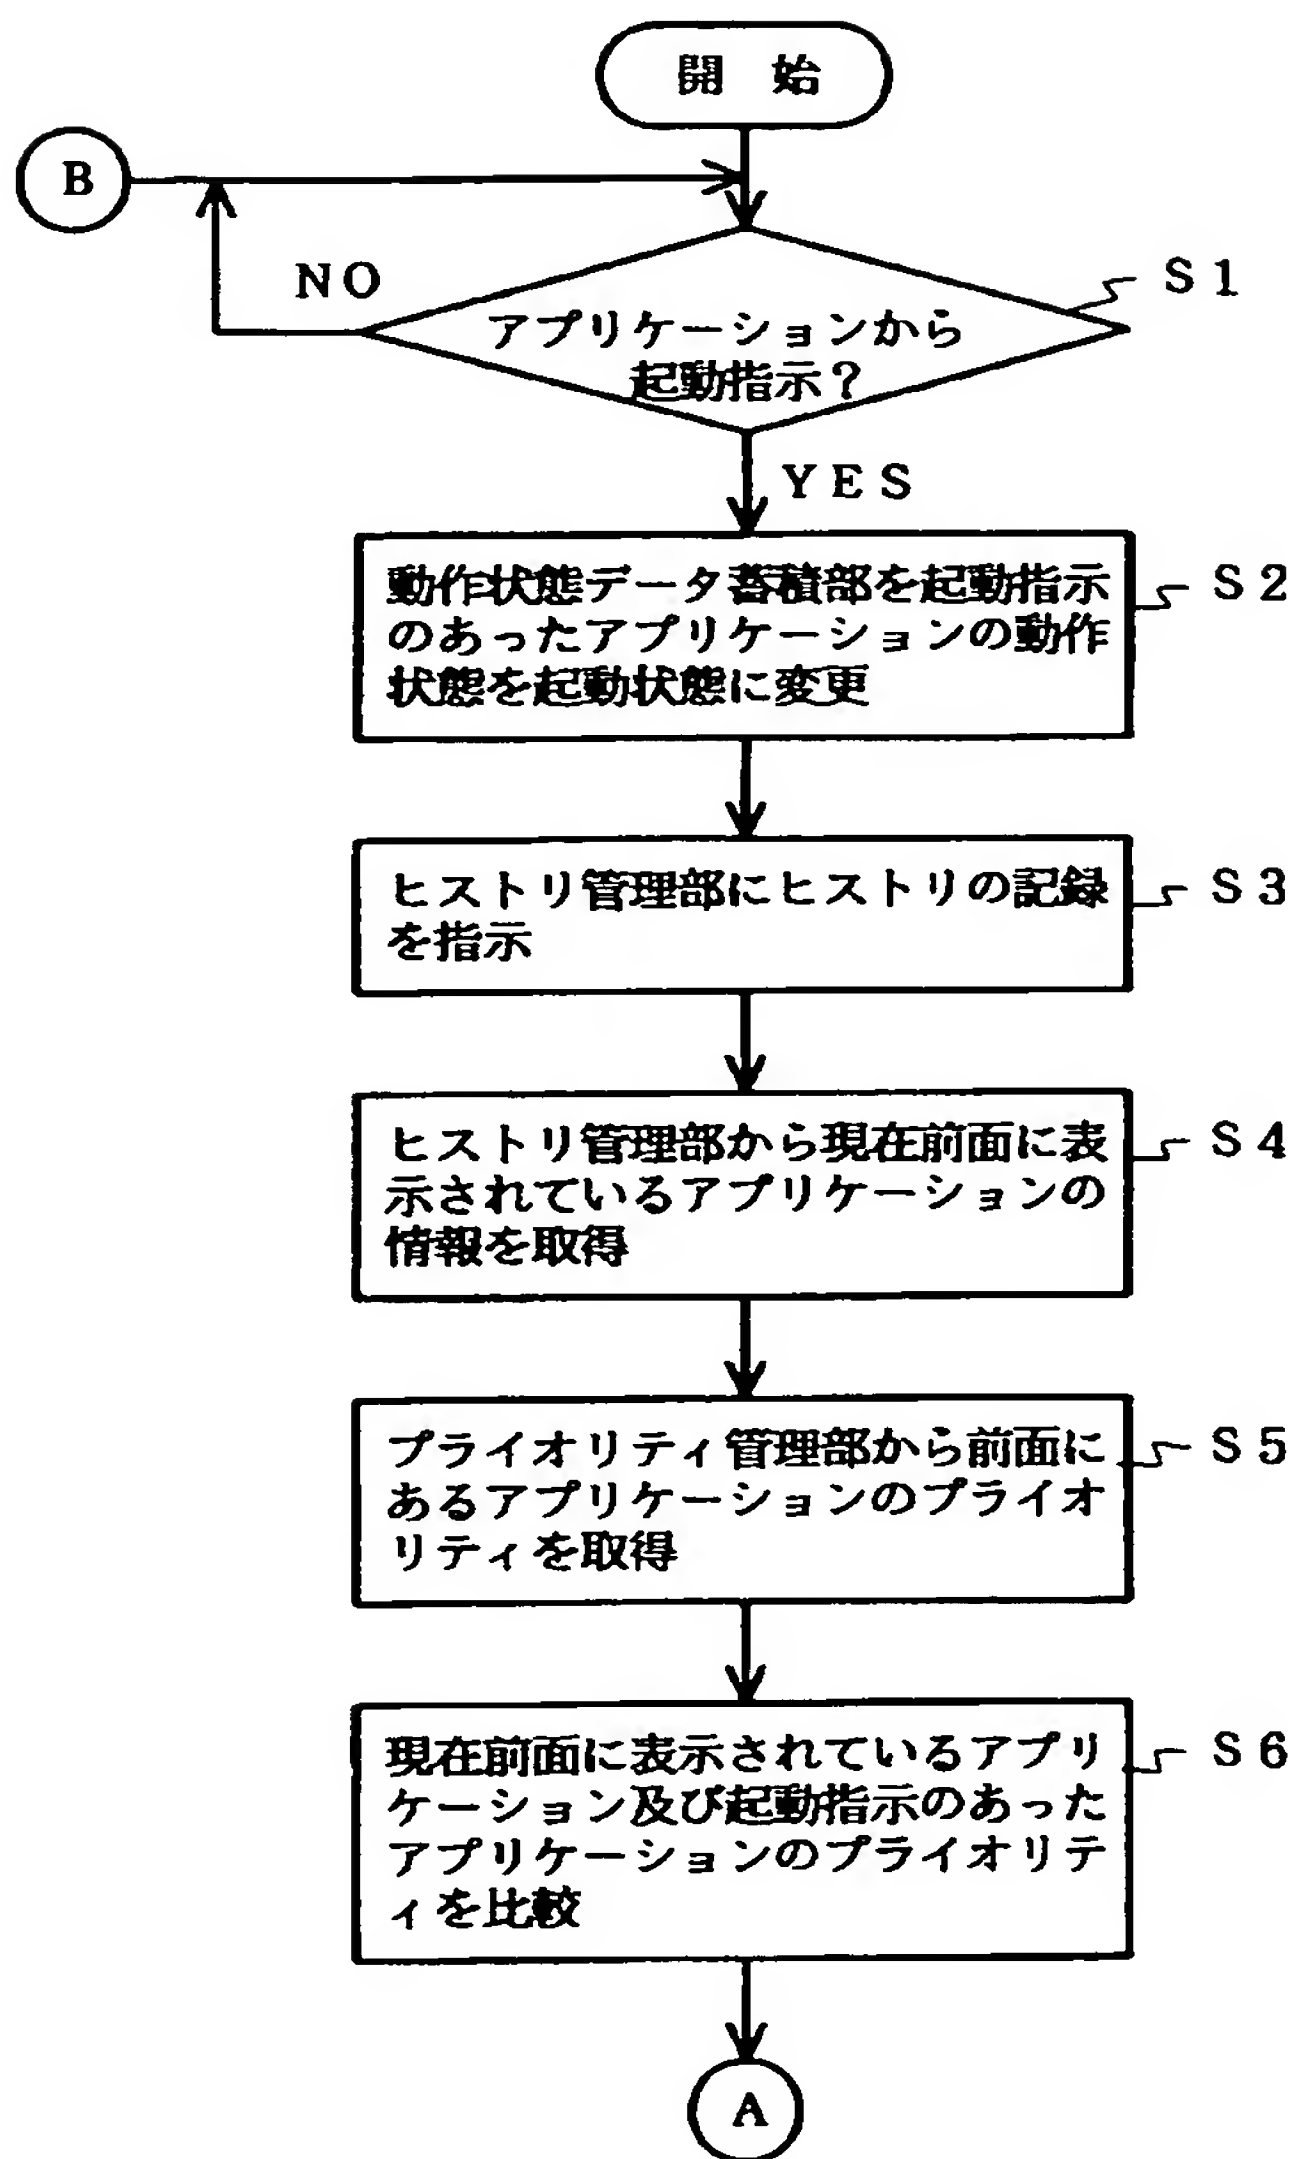 開 始
B
NO
S1
アプリケーションから
起動指示?
YES
動作状態データ蓄積部を起動指示
のあったアプリケーションの動作
状態を起動状態に変更
S2
ヒストリ管理部にヒストリの記録
を指示
S3
ヒストリ管理部から現在前面に表
示されているアプリケーションの
情報を取得
S4
プライオリティ管理部から前面に
あるアプリケーションのプライオ
リティを取得
S5
現在前面に表示されているアプリ
ケーション及び起動指示のあった
アプリケーションのプライオリテ
ィを比較
S6
A